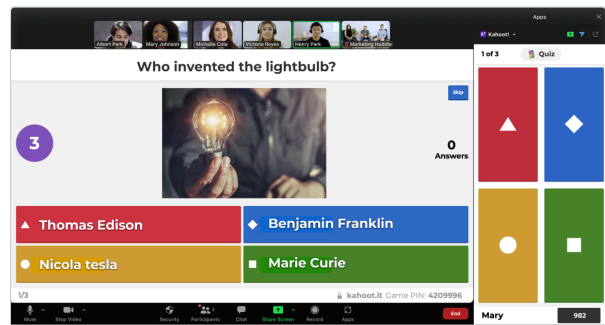 Apps
Albert Park
Mary Johnson
Michelle Cole
Victoria Reyes
Henry Park
Marketing Huddle
Kahoot!
1 of 3
Quiz
Who invented the lightbulb?
Skip
3
0
Answers
Thomas Edison
Benjamin Franklin
Nicola tesla
Marie Curie
1/3
kahoot.it Game PIN: 4209996
Mary
982
Mute
Stop Video
Security
Participants
3
Chat
Share Screen
Record
Apps
End